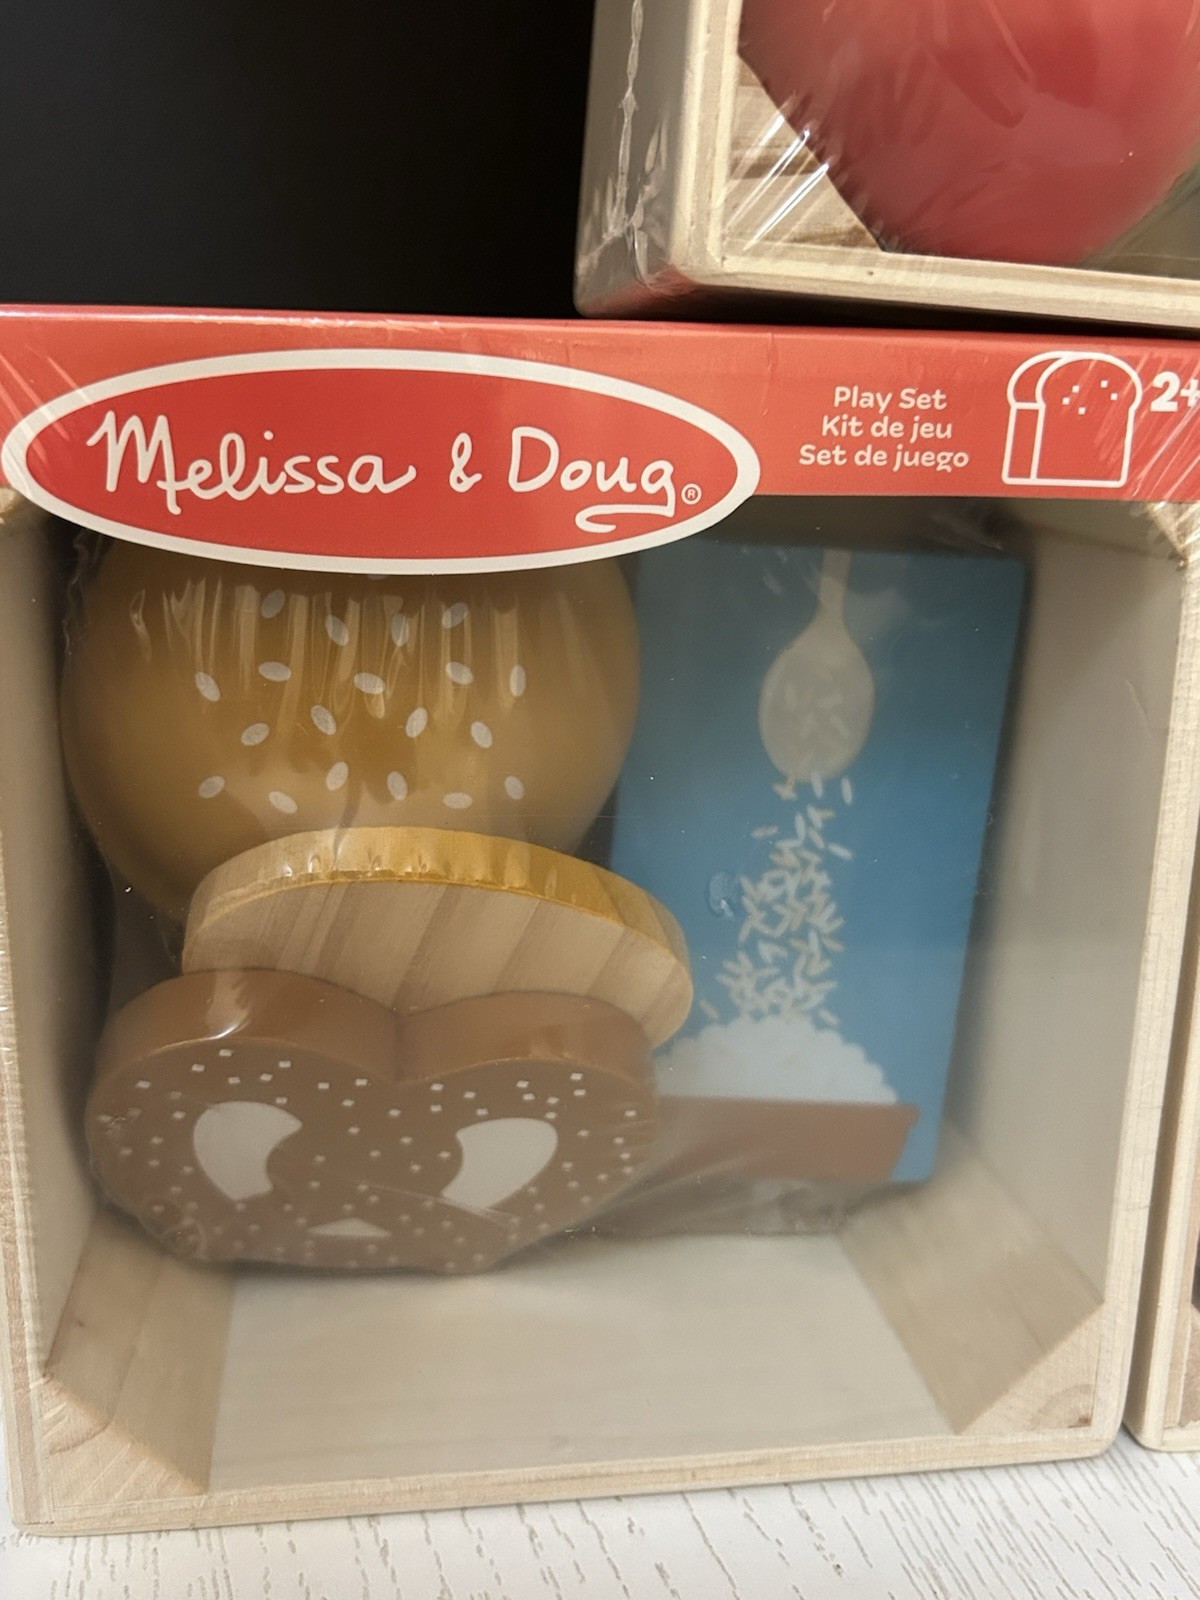 Melissa & Doug®
Play Set
Kit de jeu
Set de juego
2+